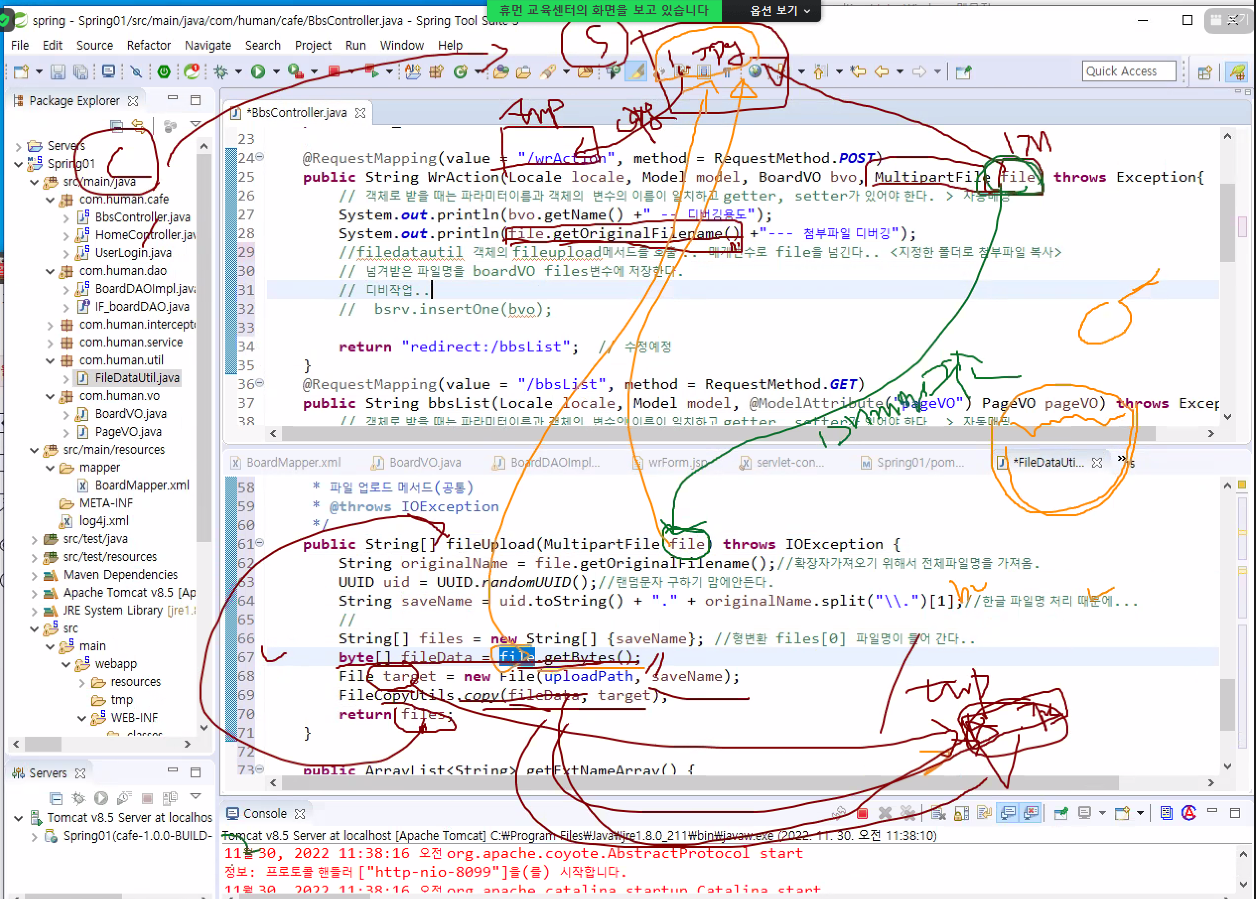 휴먼 교육센터의 화면을 보고 있습니다
옵션 보기
spring - Spring01/src/main/java/com/human/cafe/BbsController.java - Spring Tool Suite
File Edit Source Refactor Navigate Search Project Run Window Help
Quick Access
Package Explorer
Servers
Spring01
src/main/java
com.human.cafe
BbsController.java
HomeController.jav
UserLogin.java
com.human.dao
BoardDAOImpl.java
IF_boardDAO.java
com.human.intercept
com.human.service
com.human.util
FileDataUtil.java
com.human.vo
BoardVO.java
PageVO.java
src/main/resources
mapper
BoardMapper.xml
META-INF
log4j.xml
src/test/java
src/test/resources
Maven Dependencies
Apache Tomcat v8.5 [Ap
JRE System Library [jre1.8
src
main
webapp
resources
tmp
WEB-INF
classes
*BbsController.java
23
24 @RequestMapping(value = "/wrAction", method = RequestMethod.POST)
25 public String WrAction(Locale locale, Model model, BoardVO bvo, MultipartFile file) throws Exception{
26 // 객체로 받을 때는 파라미터이름과 객체의 변수의 이름이 일치하고 getter, setter가 있어야 한다. > 자동매핑
27 System.out.println(bvo.getName() +" -- 디버깅용도");
28 System.out.println(file.getOriginalFilename() +"--- 첨부파일 디버깅");
29 //filedatautil 객체의 fileupload메서드를 호출 .. 매개변수로 file을 넘긴다.. <지정한 폴더로 첨부파일 복사>
30 // 넘겨받은 파일명을 boardVO files변수에 저장한다.
31 // 디비작업..
32 // bsrv.insertOne(bvo);
33
34 return "redirect:/bbsList"; // 수정예정
35 }
36 @RequestMapping(value = "/bbsList", method = RequestMethod.GET)
37 public String bbsList(Locale locale, Model model, @ModelAttribute("pageVO") PageVO pageVO) throws Excep
38 // 객체로 받을 때는 파라미터이름과 객체의 변수의 이름이 일치하고 getter, setter가 있어야 한다. > 자동매핑
BoardMapper.xml
BoardVO.java
BoardDAOImpl...
wrForm.jsp
servlet-con...
Spring01/pom...
*FileDataUti...
»5
58 * 파일 업로드 메서드(공통)
59 * @throws IOException
60 */
61 public String[] fileUpload(MultipartFile file) throws IOException {
62 String originalName = file.getOriginalFilename();//확장자가져오기 위해서 전체파일명을 가져옴.
63 UUID uid = UUID.randomUUID();//랜덤문자 구하기 맘에안든다.
64 String saveName = uid.toString() + "." + originalName.split("\\.")[1];//한글 파일명 처리 때문에...
65 //
66 String[] files = new String[] {saveName}; //형변환 files[0] 파일명이 들어 간다..
67 byte[] fileData = file.getBytes();
68 File target = new File(uploadPath, saveName);
69 FileCopyUtils.copy(fileData, target);
70 return files;
71 }
72
73 public ArrayList<String> getExtNameArray() {
Servers
Tomcat v8.5 Server at localhos
Spring01(cafe-1.0.0-BUILD-
Console
Tomcat v8.5 Server at localhost [Apache Tomcat] C:₩Program Files₩Java₩jre1.8.0_211₩bin₩javaw.exe (2022. 11. 30. 오전 11:38:10)
11월 30, 2022 11:38:16 오전 org.apache.coyote.AbstractProtocol start
정보: 프로토콜 핸들러 ["http-nio-8099"]을(를) 시작합니다.
11월 30, 2022 11:38:16 오전 org.apache.catalina.startup.Catalina start